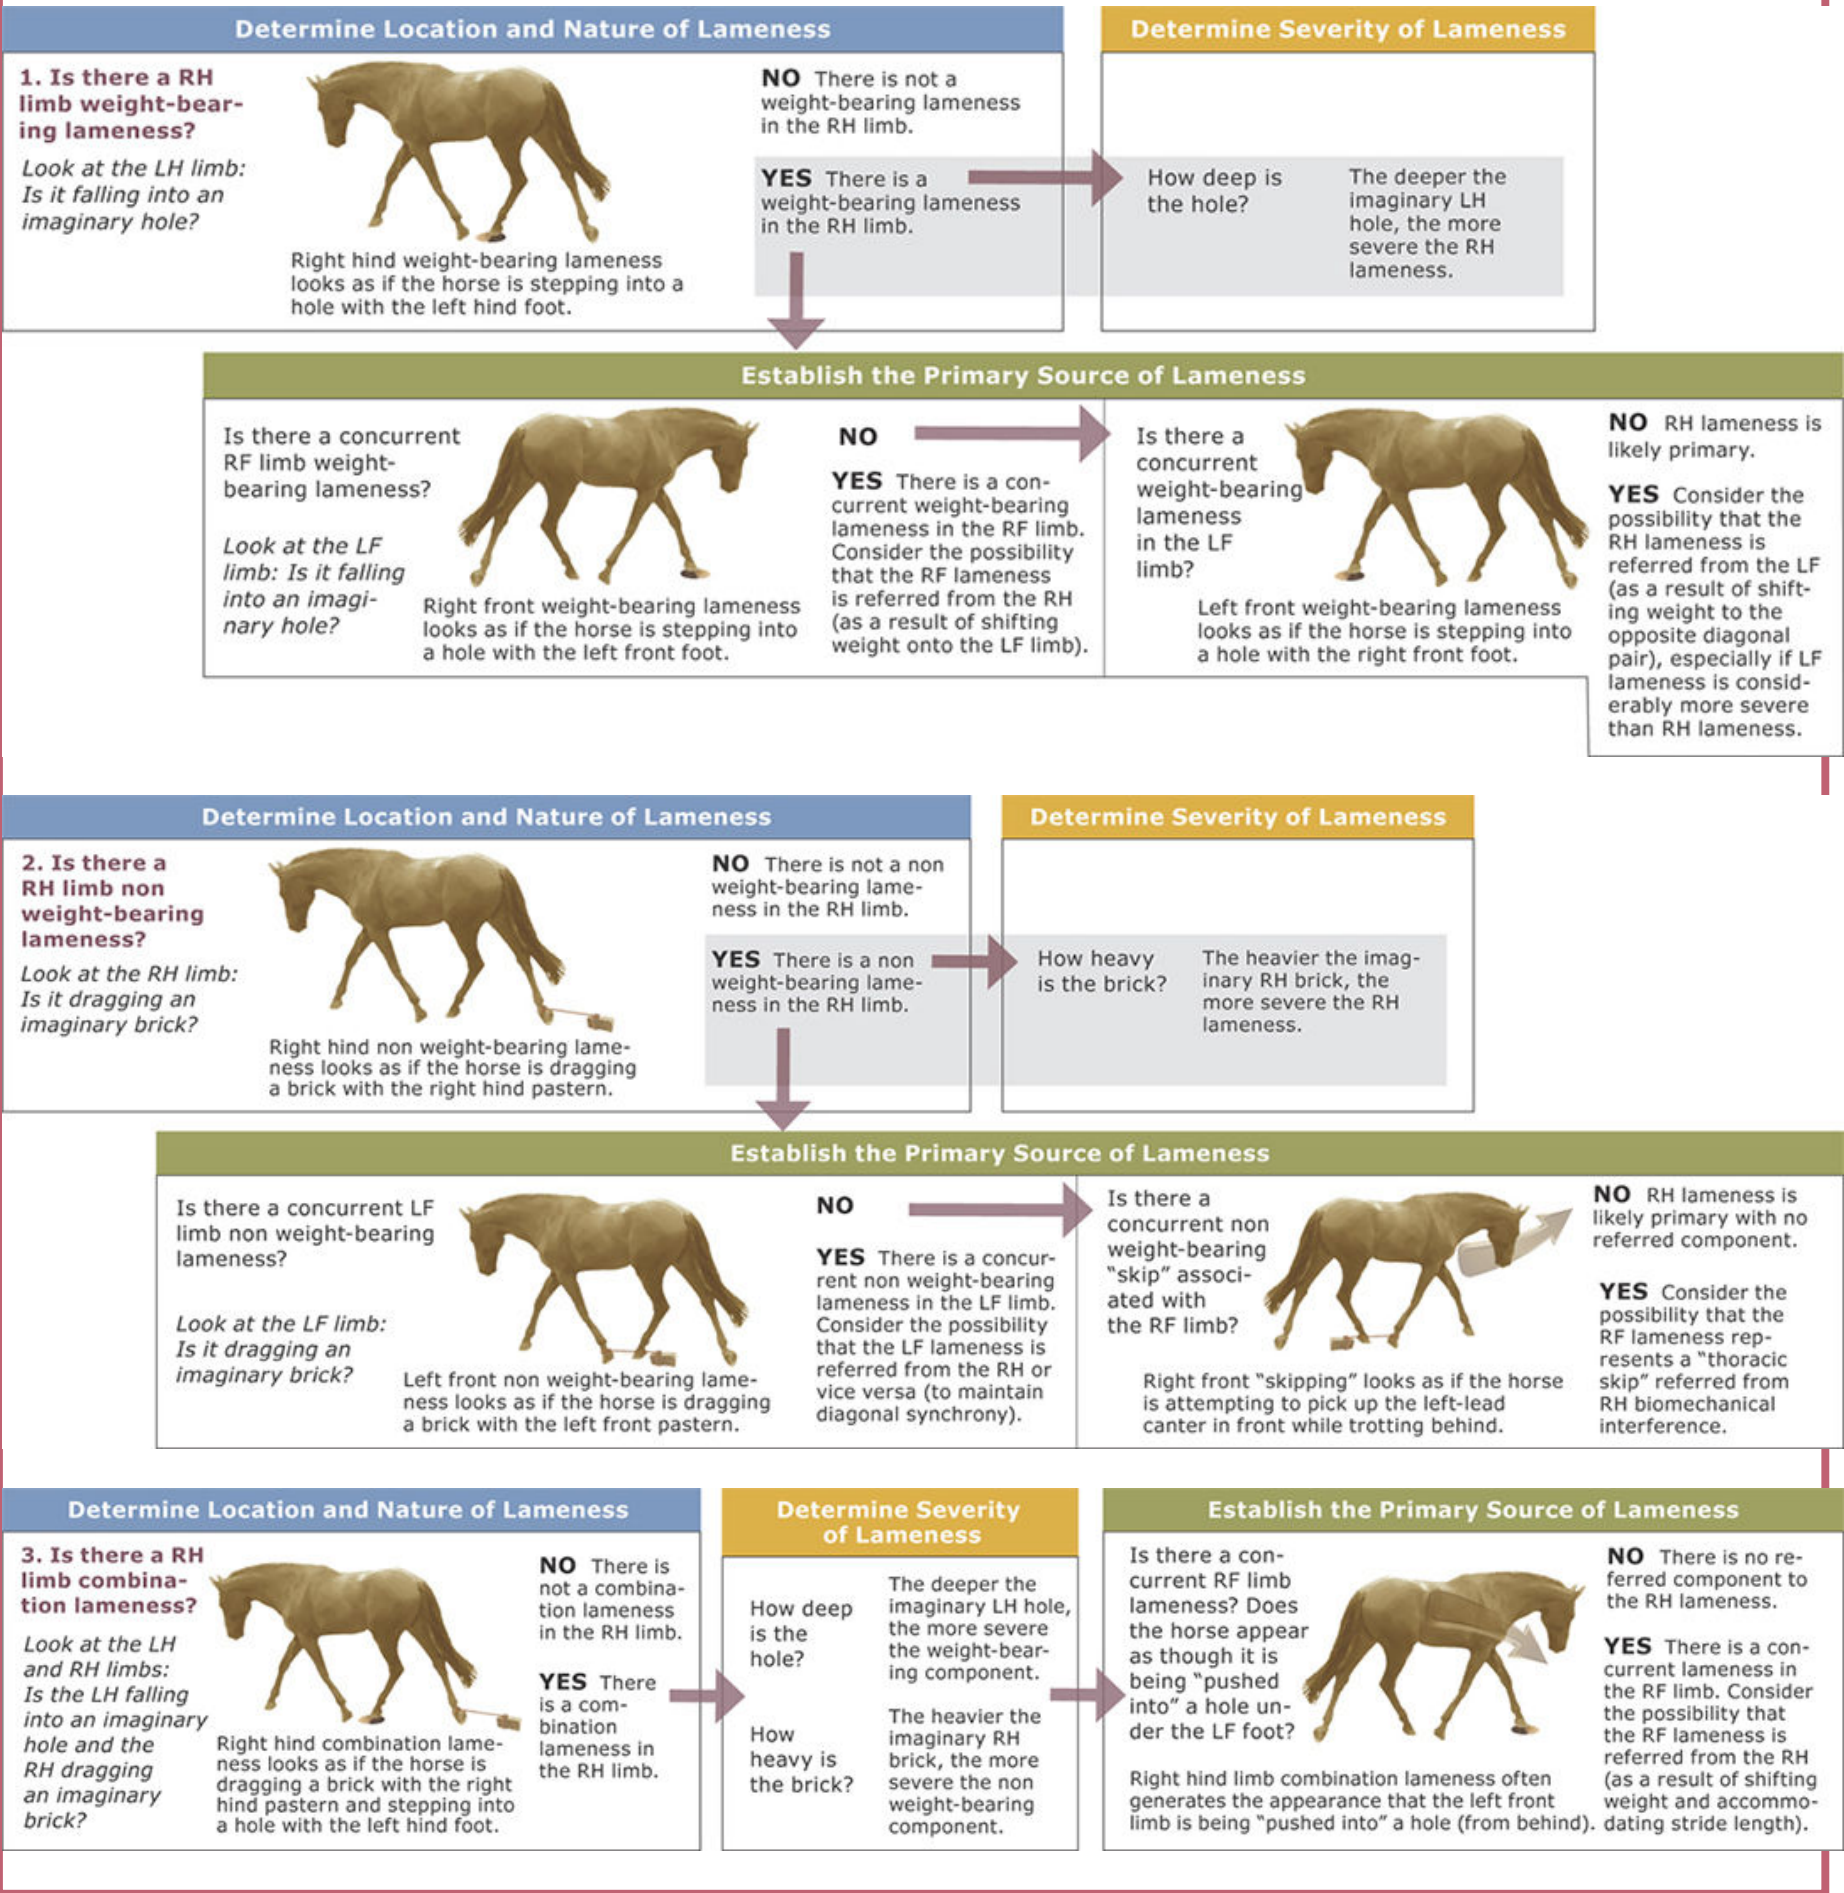 Determine Location and Nature of Lameness
Determine Severity of Lameness
1. Is there a RH
limb weight-bear-
ing lameness?
Look at the LH limb:
Is it falling into an
imaginary hole?
Right hind weight-bearing lameness
looks as if the horse is stepping into a
hole with the left hind foot.
NO There is not a
weight-bearing lameness
in the RH limb.
YES There is a
weight-bearing lameness
in the RH limb.
How deep is
the hole?
The deeper the
imaginary LH
hole, the more
severe the RH
lameness.
Establish the Primary Source of Lameness
Is there a concurrent
RF limb weight-
bearing lameness?
Look at the LF
limb: Is it falling
into an imagi-
nary hole?
Right front weight-bearing lameness
looks as if the horse is stepping into
a hole with the left front foot.
NO
YES There is a con-
current weight-bearing
lameness in the RF limb.
Consider the possibility
that the RF lameness
is referred from the RH
(as a result of shifting
weight onto the LF limb).
Is there a
concurrent
weight-bearing
lameness
in the LF
limb?
Left front weight-bearing lameness
looks as if the horse is stepping into
a hole with the right front foot.
NO RH lameness is
likely primary.
YES Consider the
possibility that the
RH lameness is
referred from the LF
(as a result of shift-
ing weight to the
opposite diagonal
pair), especially if LF
lameness is consid-
erably more severe
than RH lameness.
Determine Location and Nature of Lameness
Determine Severity of Lameness
2. Is there a
RH limb non
weight-bearing
lameness?
Look at the RH limb:
Is it dragging an
imaginary brick?
Right hind non weight-bearing lame-
ness looks as if the horse is dragging
a brick with the right hind pastern.
NO There is not a non
weight-bearing lame-
ness in the RH limb.
YES There is a non
weight-bearing lame-
ness in the RH limb.
How heavy
is the brick?
The heavier the imag-
inary RH brick, the
more severe the RH
lameness.
Establish the Primary Source of Lameness
Is there a concurrent LF
limb non weight-bearing
lameness?
Look at the LF limb:
Is it dragging an
imaginary brick?
Left front non weight-bearing lame-
ness looks as if the horse is dragging
a brick with the left front pastern.
NO
YES There is a concur-
rent non weight-bearing
lameness in the LF limb.
Consider the possibility
that the LF lameness is
referred from the RH or
vice versa (to maintain
diagonal synchrony).
Is there a
concurrent non
weight-bearing
“skip” associ-
ated with
the RF limb?
Right front “skipping” looks as if the horse
is attempting to pick up the left-lead
canter in front while trotting behind.
NO RH lameness is
likely primary with no
referred component.
YES Consider the
possibility that the
RF lameness rep-
resents a “thoracic
skip” referred from
RH biomechanical
interference.
Determine Location and Nature of Lameness
Determine Severity
of Lameness
Establish the Primary Source of Lameness
3. Is there a RH
limb combina-
tion lameness?
Look at the LH
and RH limbs:
Is the LH falling
into an imaginary
hole and the
RH dragging
an imaginary
brick?
Right hind combination lame-
ness looks as if the horse is
dragging a brick with the right
hind pastern and stepping into
a hole with the left hind foot.
NO There is
not a combina-
tion lameness
in the RH limb.
YES There
is a com-
bination
lameness in
the RH limb.
How deep
is the
hole?
The deeper the
imaginary LH hole,
the more severe
the weight-bear-
ing component.
How
heavy is
the brick?
The heavier the
imaginary RH
brick, the more
severe the non
weight-bearing
component.
Is there a con-
current RF limb
lameness? Does
the horse appear
as though it is
being “pushed
into” a hole un-
der the LF foot?
Right hind limb combination lameness often
generates the appearance that the left front
limb is being “pushed into” a hole (from behind).
NO There is no re-
ferred component to
the RH lameness.
YES There is a con-
current lameness in
the RF limb. Consider
the possibility that
the RF lameness is
referred from the RH
(as a result of shifting
weight and accommo-
dating stride length).